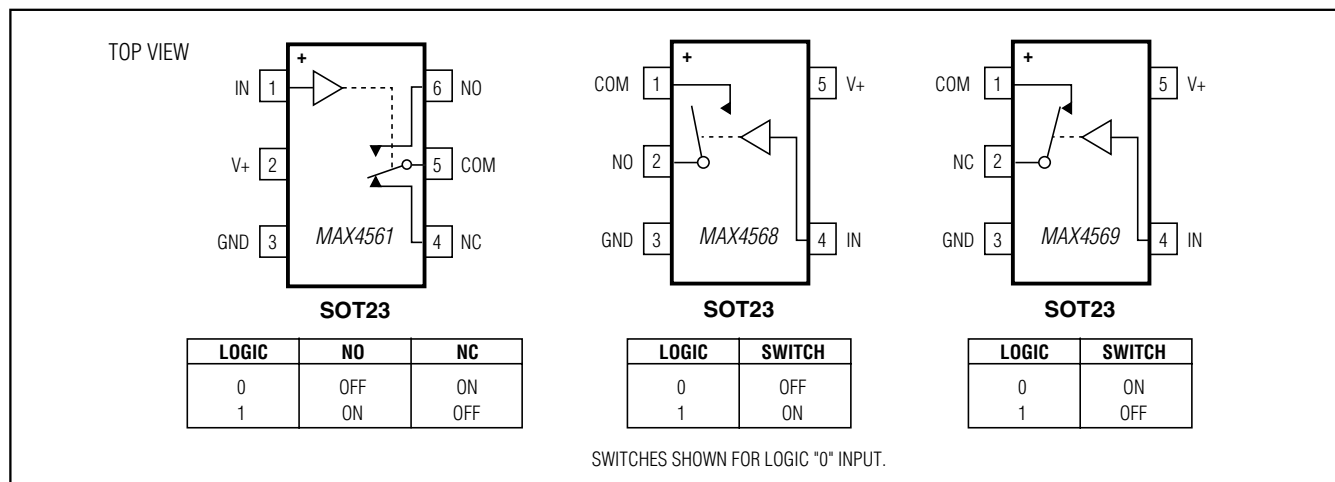 TOP VIEW
+
IN 1
6 NO
V+ 2
5 COM
GND 3
MAX4561
4 NC
SOT23
LOGIC NO NC
0 OFF ON
1 ON OFF
+
COM 1
5 V+
NO 2
GND 3
MAX4568
4 IN
SOT23
LOGIC SWITCH
0 OFF
1 ON
+
COM 1
5 V+
NC 2
GND 3
MAX4569
4 IN
SOT23
LOGIC SWITCH
0 ON
1 OFF
SWITCHES SHOWN FOR LOGIC "0" INPUT.